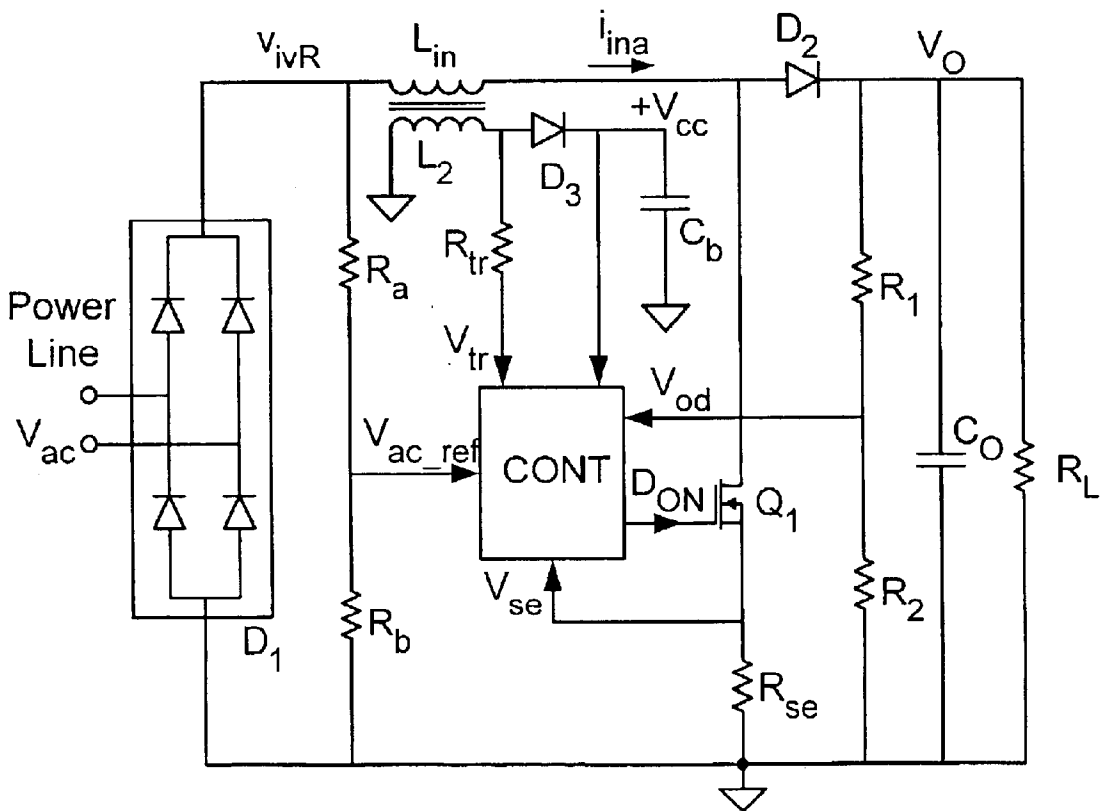 v_ivR
L_in
i_ina
D_2
V_O
+V_cc
L_2
D_3
C_b
R_tr
R_a
R_1
Power
Line
V_tr
V_od
V_ac
V_ac_ref
CONT
D_ON
Q_1
C_O
R_L
V_se
R_2
R_b
D_1
R_se